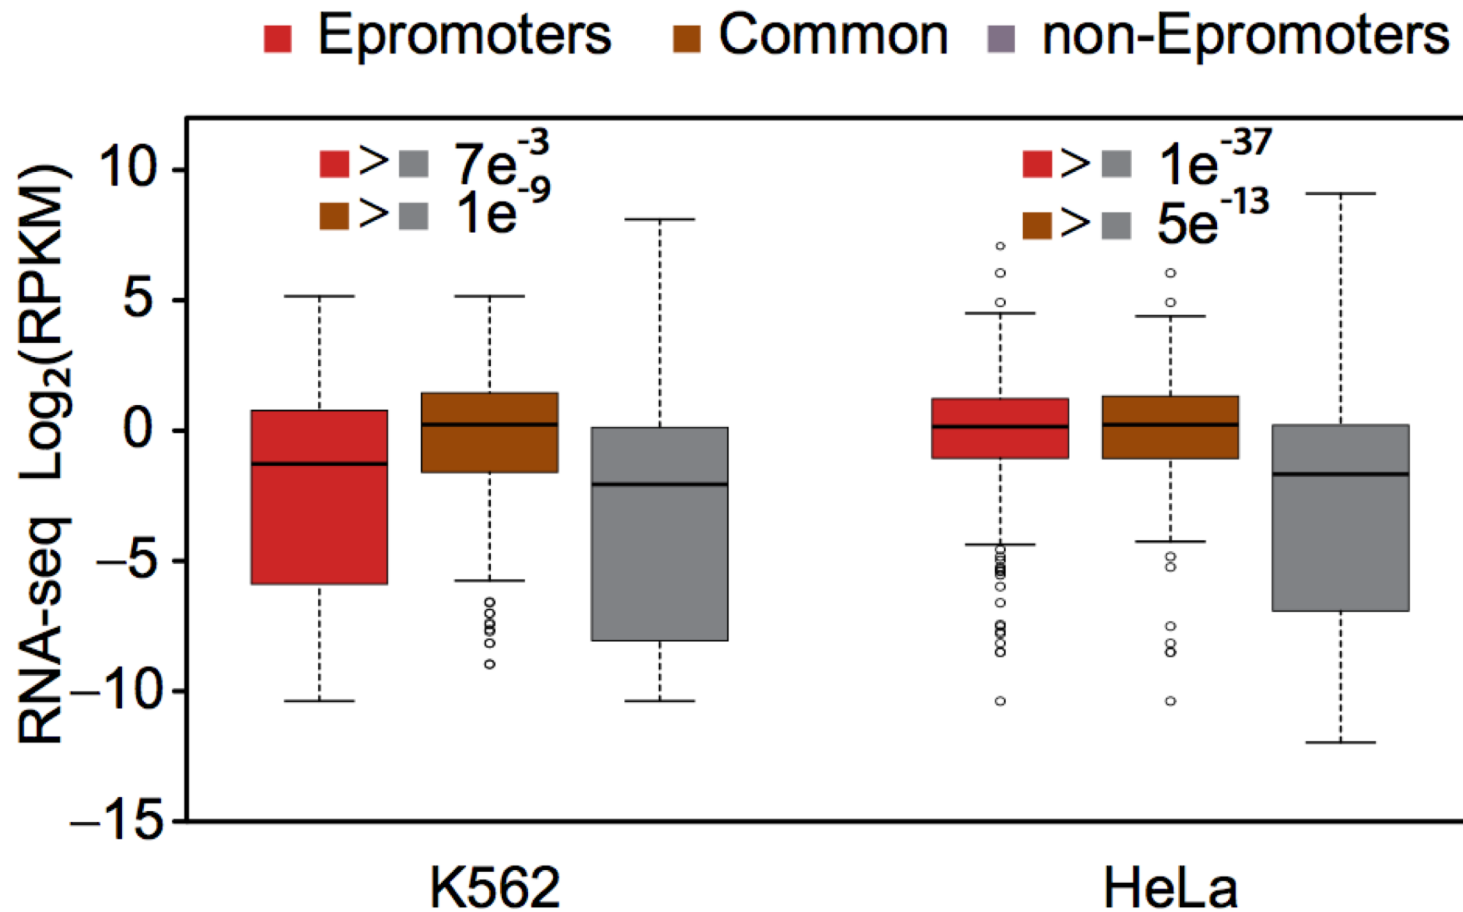 Epromoters Common non-Epromoters
> 7e⁻³
> 1e⁻⁹
> 1e⁻³⁷
> 5e⁻¹³
RNA-seq Log₂(RPKM)
10
5
0
−5
−10
−15
K562
HeLa